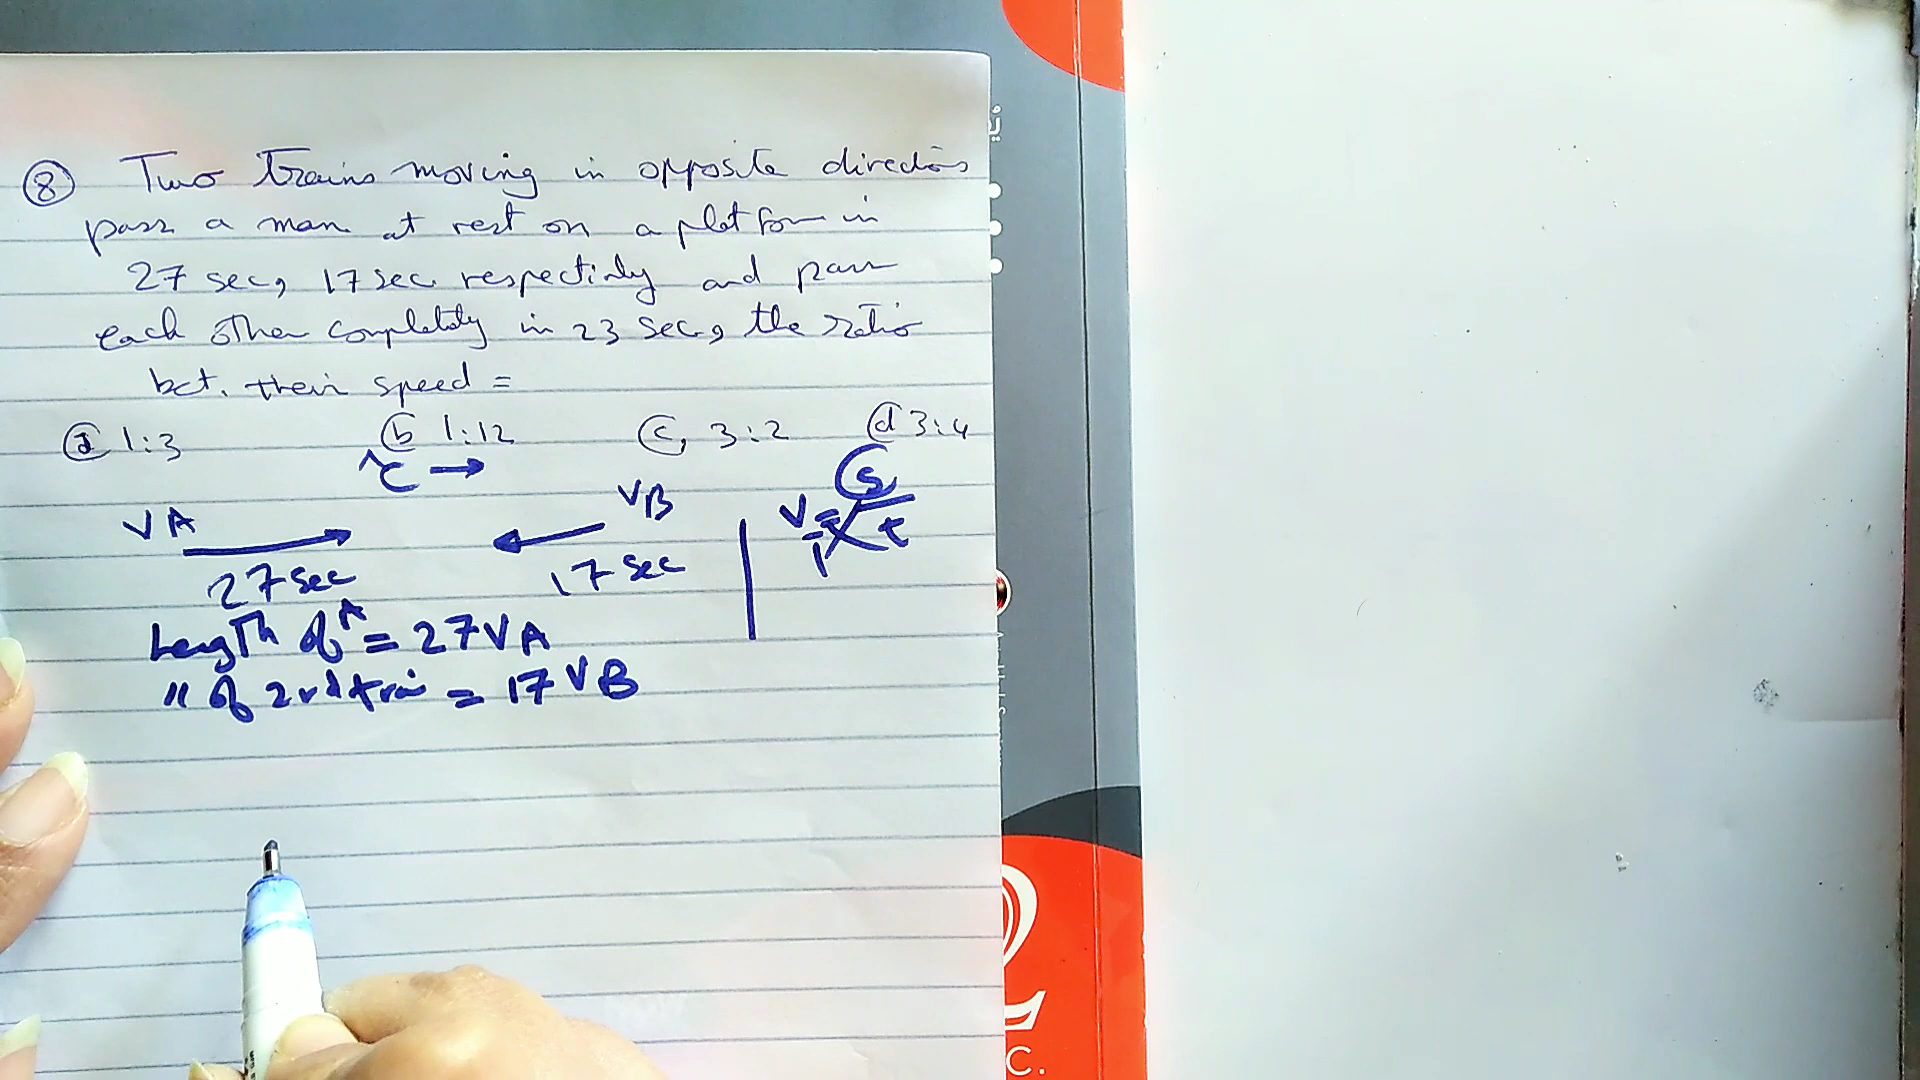 8 Two trains moving in opposite directions
pass a man at rest on a platform in
27 sec, 17 sec respectively and pass
each other completely in 23 sec, the ratio
bet. their speed =
a 1:3 b 1:12 c, 3:2 d 3:4
VA VB
27 sec 17 sec
V = S / t
Length of A = 27 VA
" of 2nd train = 17 VB
2
C.